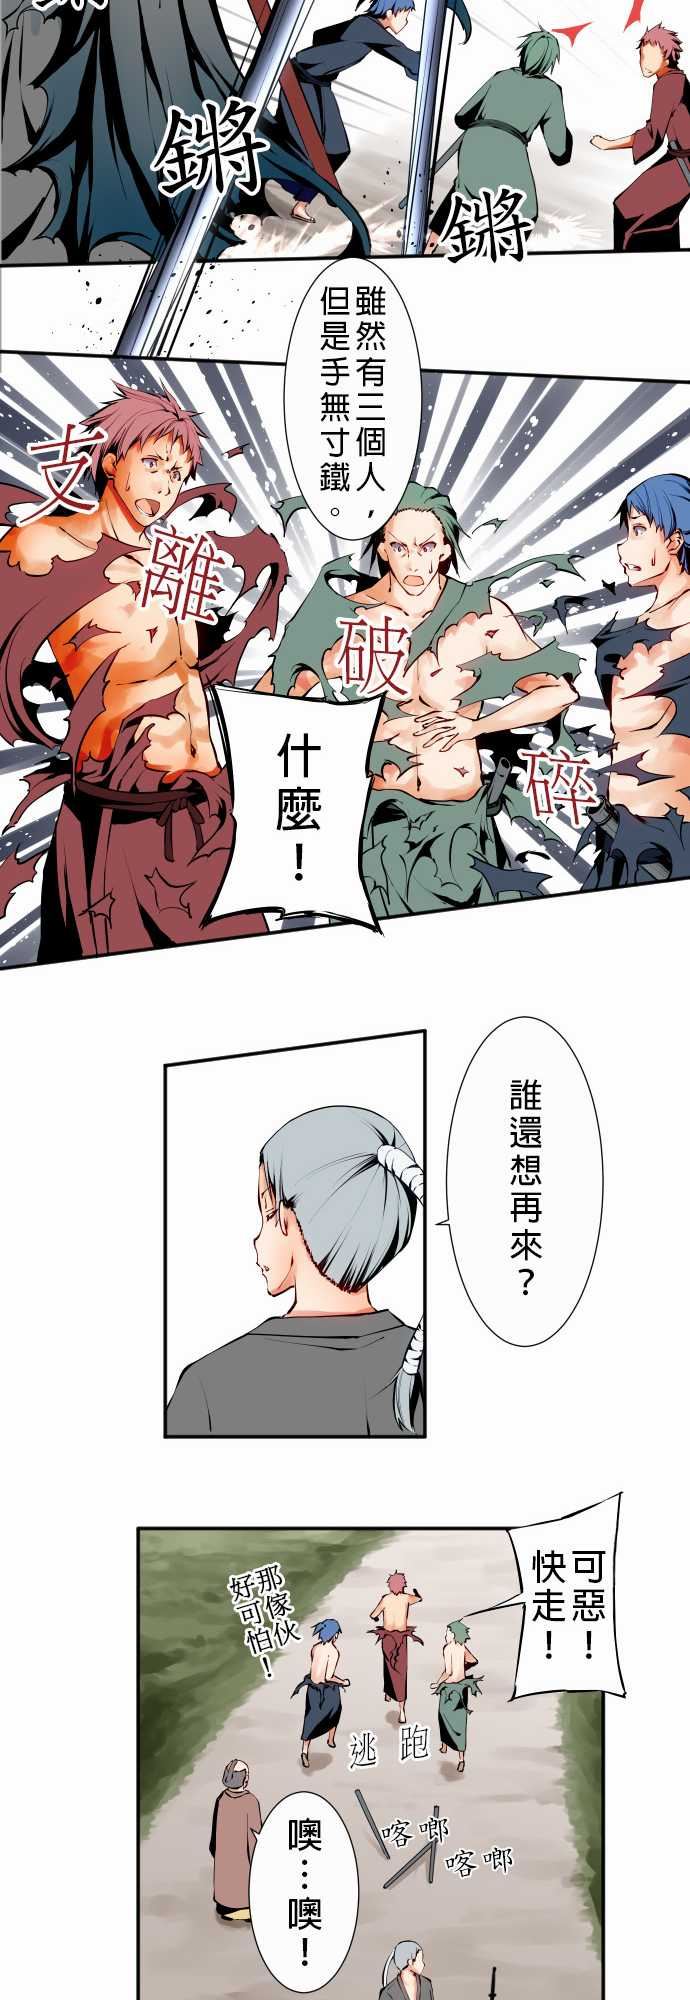 鏘
鏘
鏘
雖然有三個人，
但是手無寸鐵。
支
離
破
碎
什麼！
誰還想再來？
可惡！
快走！
那傢伙
好可怕！
逃跑
喀啷
喀啷
噢…噢！